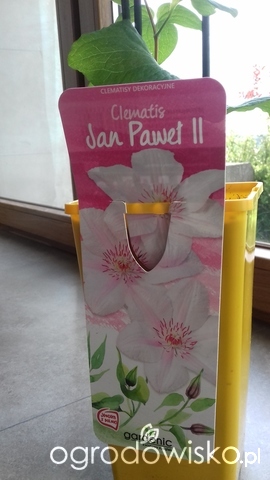 CLEMATISY DEKORACYJNE
Clematis
Jan Paweł II
ogrodowisko.pl